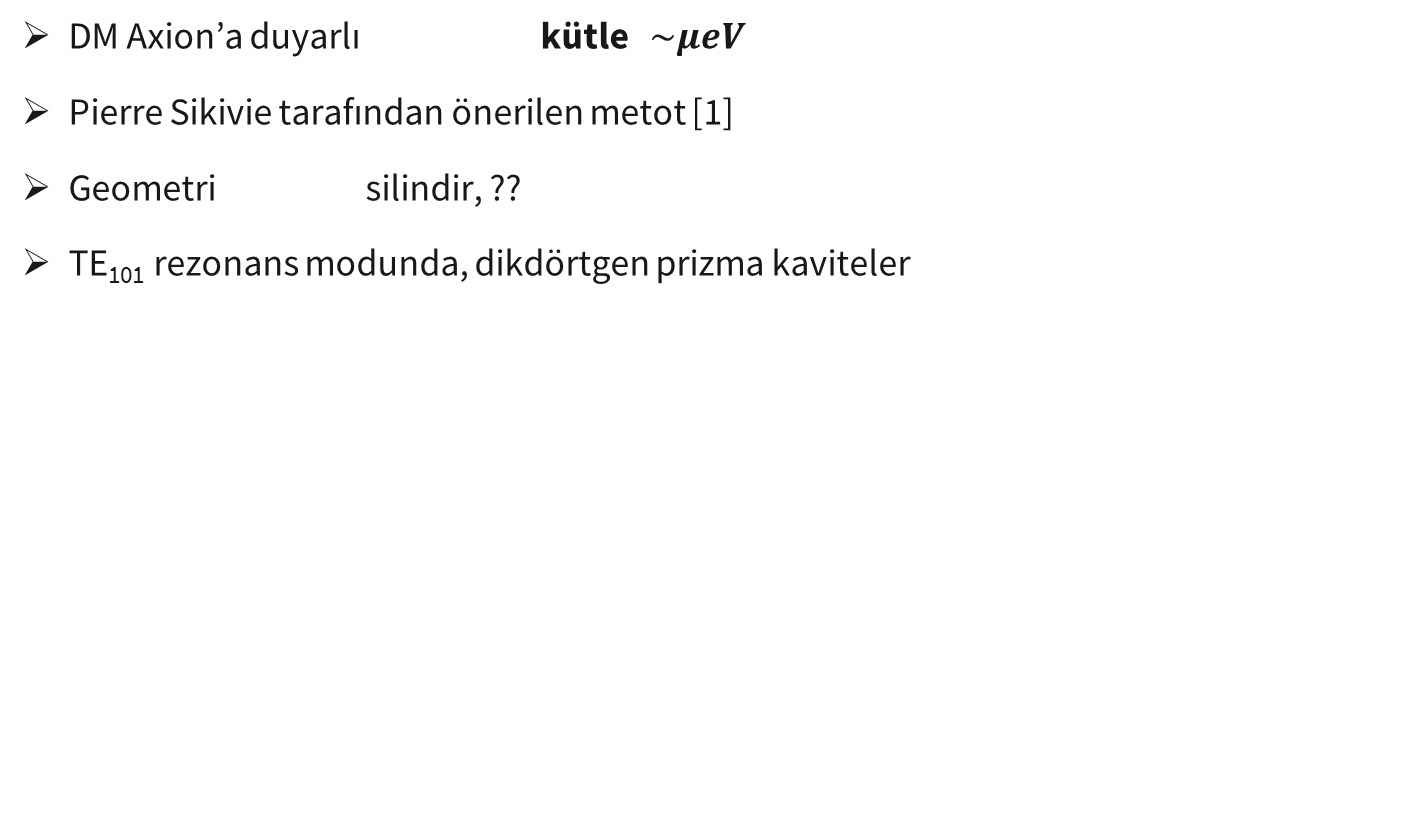 ➢ DM Axion’a duyarlı kütle ~μeV
➢ Pierre Sikivie tarafından önerilen metot [1]
➢ Geometri silindir, ??
➢ TE₁₀₁ rezonans modunda, dikdörtgen prizma kaviteler